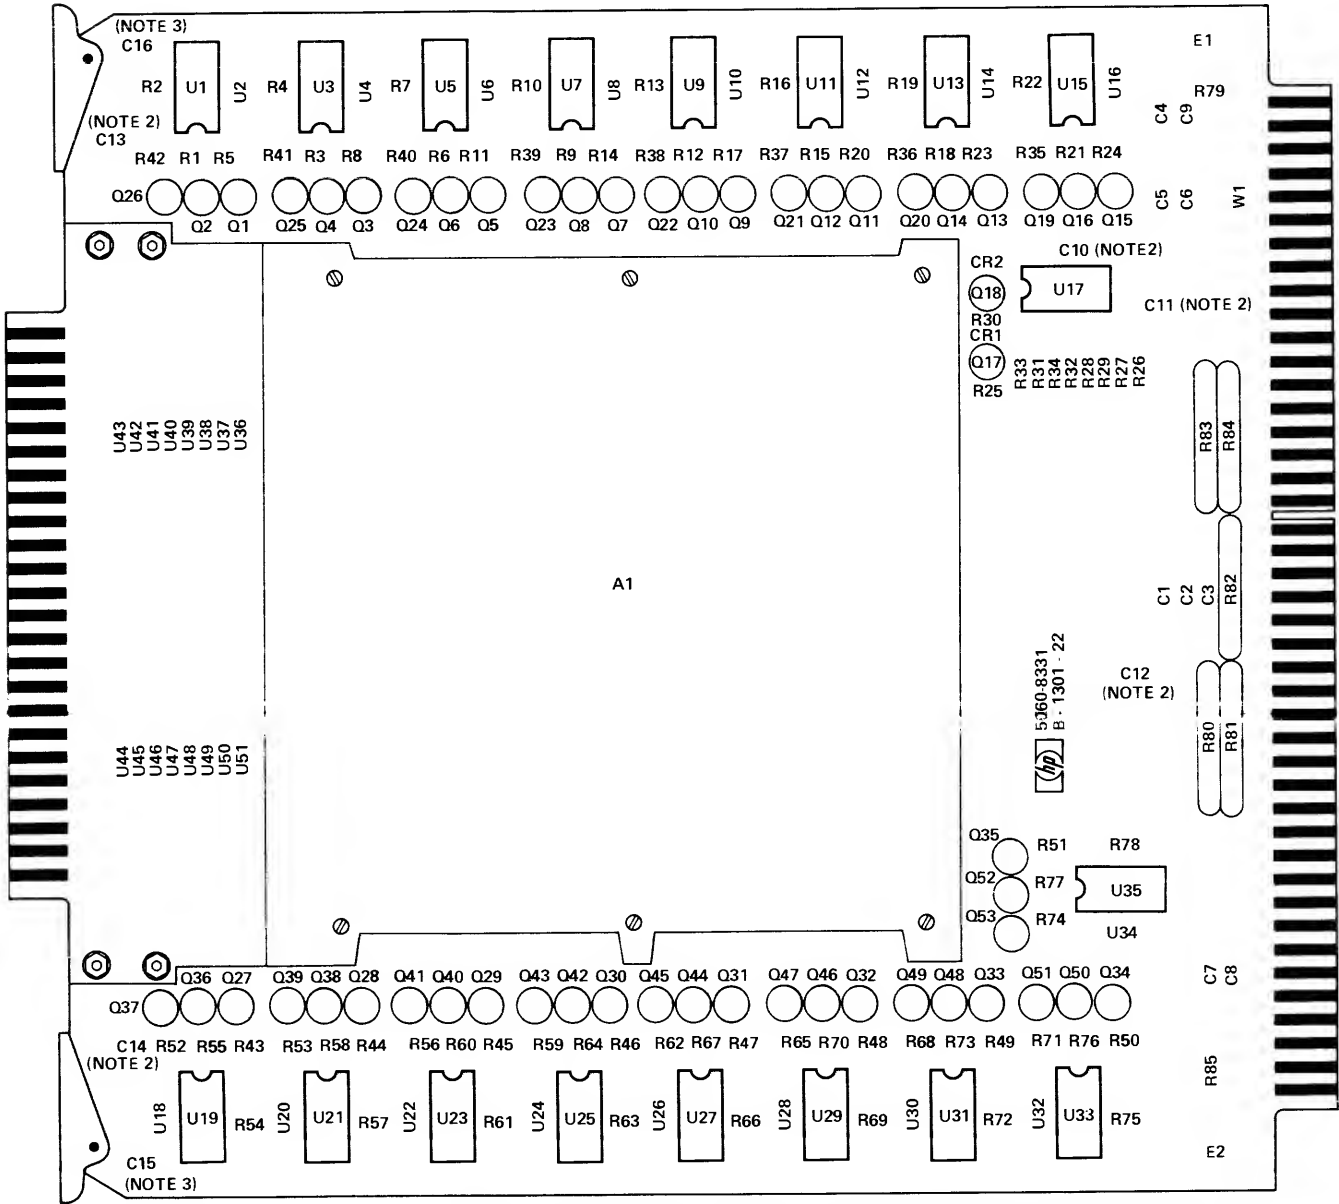 (NOTE 3)
C16
E1
R2 U1 U2 R4 U3 U4 R7 U5 U6 R10 U7 U8 R13 U9 U10 R16 U11 U12 R19 U13 U14 R22 U15 U16 R79
(NOTE 2)
C13
C4 C9
R42 R1 R5 R41 R3 R8 R40 R6 R11 R39 R9 R14 R38 R12 R17 R37 R15 R20 R36 R18 R23 R35 R21 R24
Q26
C5 C6 W1
Q2 Q1 Q25 Q4 Q3 Q24 Q6 Q5 Q23 Q8 Q7 Q22 Q10 Q9 Q21 Q12 Q11 Q20 Q14 Q13 Q19 Q16 Q15
C10 (NOTE2)
CR2
Q18
U17
C11 (NOTE 2)
R30
CR1
Q17
R25
R33 R31 R34 R32 R28 R29 R27 R26
U43 U42 U41 U40 U39 U38 U37 U36
R83 R84
A1
C1 C2 C3 R82
5060-8331
B - 1301 - 22
C12
(NOTE 2)
R80 R81
U44 U45 U46 U47 U48 U49 U50 U51
hp
Q35
R51 R78
Q52
R77 U35
Q53
R74
U34
Q36 Q27 Q39 Q38 Q28 Q41 Q40 Q29 Q43 Q42 Q30 Q45 Q44 Q31 Q47 Q46 Q32 Q49 Q48 Q33 Q51 Q50 Q34
C7 C8
Q37
C14 R52 R55 R43 R53 R58 R44 R56 R60 R45 R59 R64 R46 R62 R67 R47 R65 R70 R48 R68 R73 R49 R71 R76 R50
(NOTE 2)
R85
U18 U19 R54 U20 U21 R57 U22 U23 R61 U24 U25 R63 U26 U27 R66 U28 U29 R69 U30 U31 R72 U32 U33 R75
E2
C15
(NOTE 3)